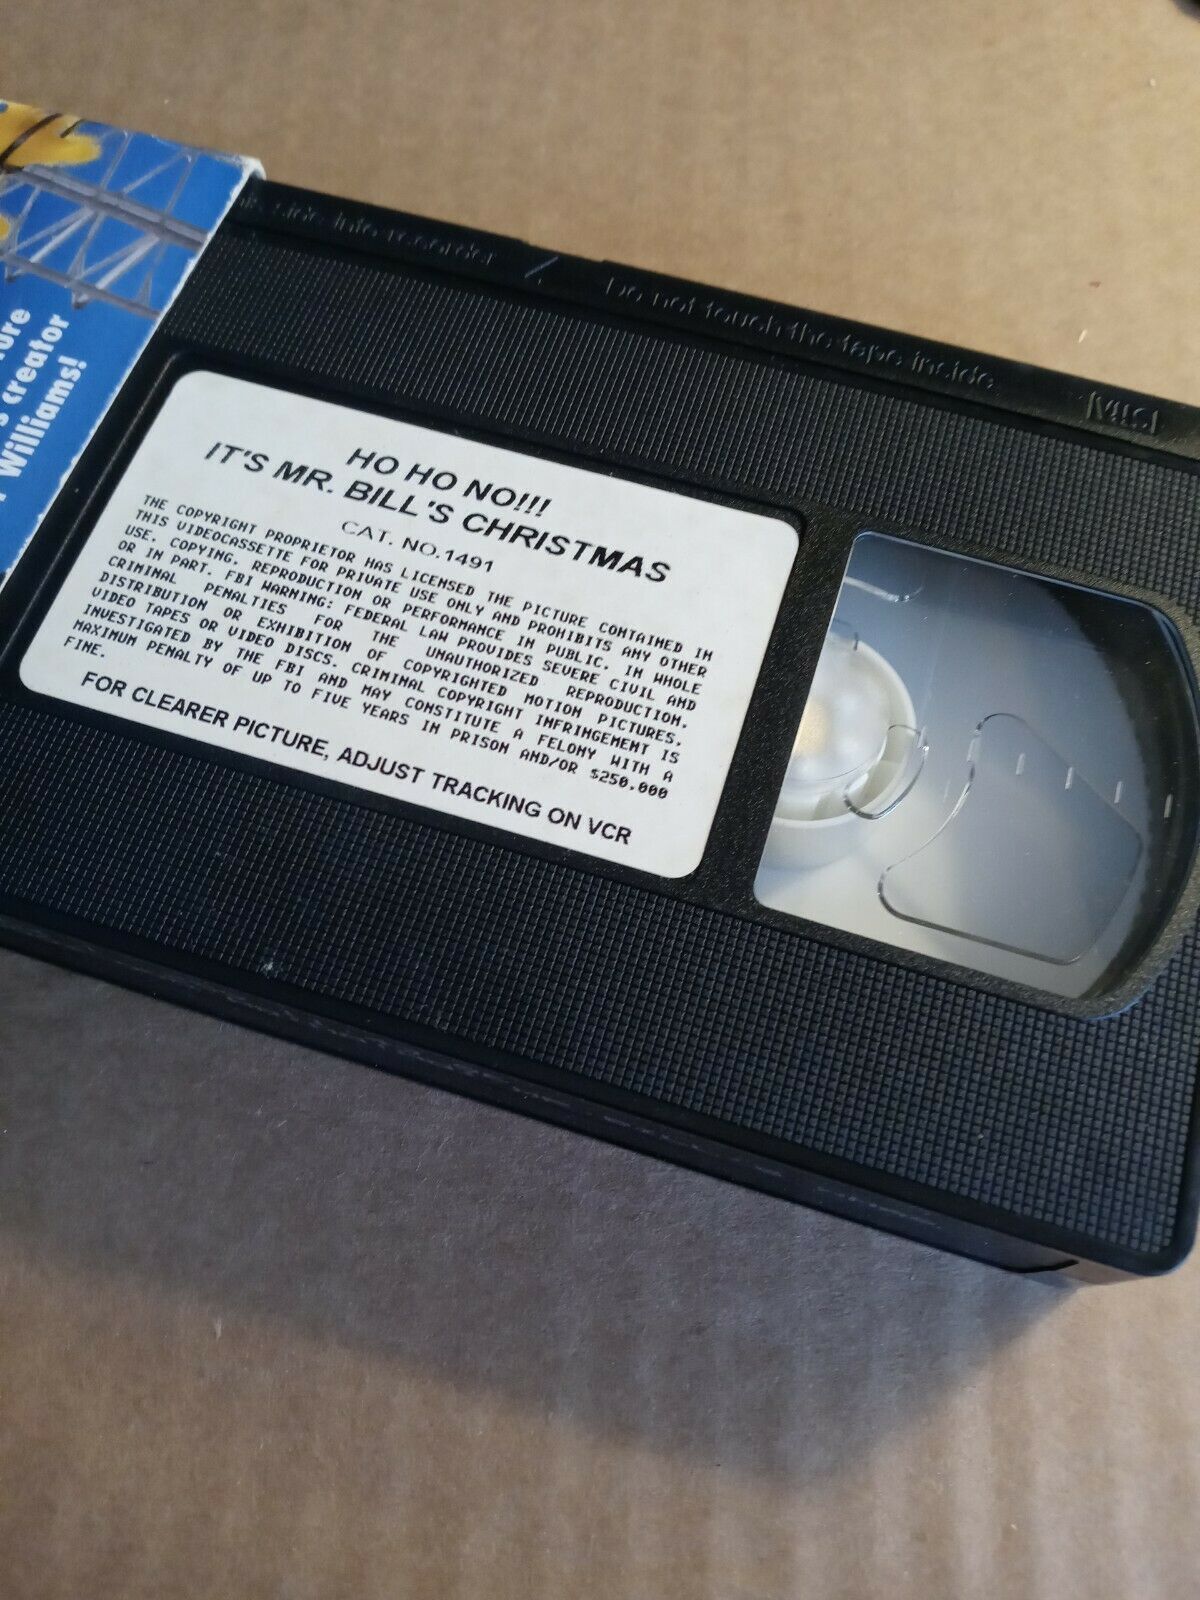 side into recorder
Do not touch the tape inside
creator
Williams!
HO HO NO!!!
IT'S MR. BILL'S CHRISTMAS
CAT. NO.1491
THE COPYRIGHT PROPRIETOR HAS LICENSED THE PICTURE CONTAINED IN
THIS VIDEOCASSETTE FOR PRIVATE USE ONLY AND PROHIBITS ANY OTHER
USE, COPYING, REPRODUCTION OR PERFORMANCE IN PUBLIC, IN WHOLE
OR IN PART. FBI WARNING: FEDERAL LAW PROVIDES SEVERE CIVIL AND
CRIMINAL PENALTIES FOR THE UNAUTHORIZED REPRODUCTION,
DISTRIBUTION OR EXHIBITION OF COPYRIGHTED MOTION PICTURES,
VIDEO TAPES OR VIDEO DISCS. CRIMINAL COPYRIGHT INFRINGEMENT IS
INVESTIGATED BY THE FBI AND MAY CONSTITUTE A FELONY WITH A
MAXIMUM PENALTY OF UP TO FIVE YEARS IN PRISON AND/OR $250,000
FINE.
FOR CLEARER PICTURE, ADJUST TRACKING ON VCR